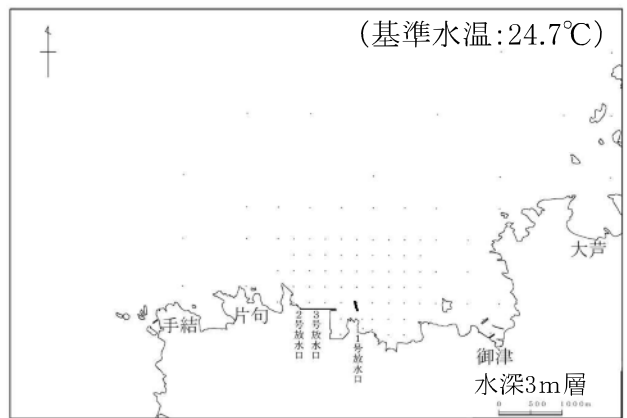 (基準水温:24.7℃)
大芦
手結
片句
2号放水口
3号放水口
1号放水口
御津
水深3m層
0 500 1000m